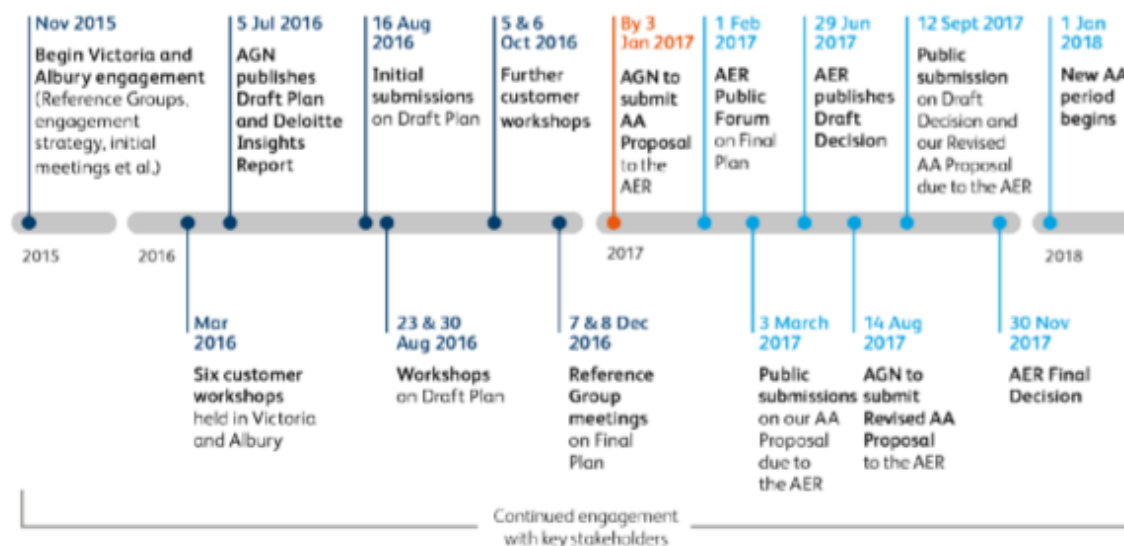 Nov 2015
Begin Victoria and
Albury engagement
(Reference Groups,
engagement
strategy, initial
meetings et al.)
5 Jul 2016
AGN
publishes
Draft Plan
and Deloitte
Insights
Report
16 Aug
2016
Initial
submissions
on Draft Plan
5 & 6
Oct 2016
Further
customer
workshops
By 3
Jan 2017
AGN to
submit
AA
Proposal
to the
AER
1 Feb
2017
AER
Public
Forum
on Final
Plan
29 Jun
2017
AER
publishes
Draft
Decision
12 Sept 2017
Public
submission
on Draft
Decision and
our Revised
AA Proposal
due to the AER
1 Jan
2018
New AA
period
begins
2015
2016
2017
2018
Mar
2016
Six customer
workshops
held in Victoria
and Albury
23 & 30
Aug 2016
Workshops
on Draft Plan
7 & 8 Dec
2016
Reference
Group
meetings
on Final
Plan
3 March
2017
Public
submissions
on our AA
Proposal
due to
the AER
14 Aug
2017
AGN to
submit
Revised AA
Proposal
to the AER
30 Nov
2017
AER Final
Decision
Continued engagement
with key stakeholders